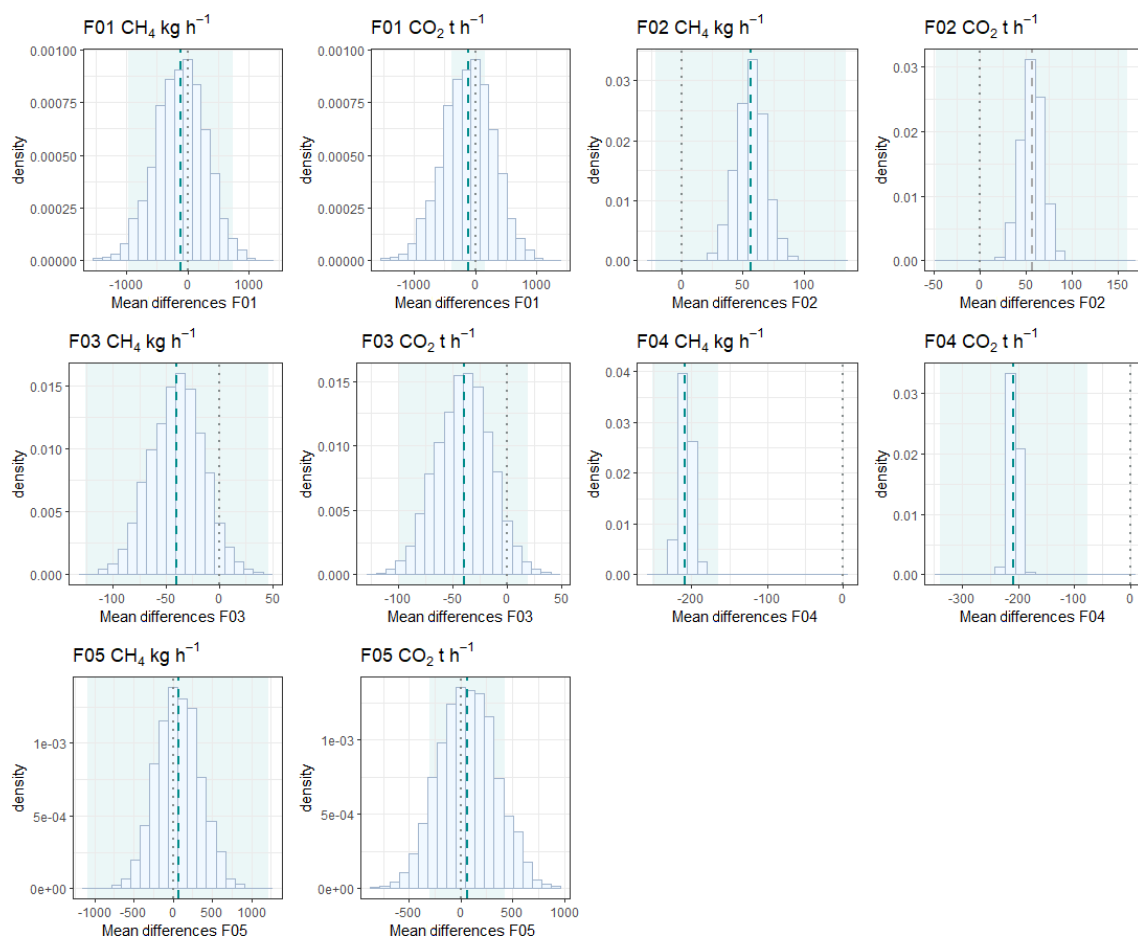 F01 CH₄ kg h⁻¹
density
0.00100
0.00075
0.00050
0.00025
0.00000
-1000 0 1000
Mean differences F01
F01 CO₂ t h⁻¹
density
0.00100
0.00075
0.00050
0.00025
0.00000
-1000 0 1000
Mean differences F01
F02 CH₄ kg h⁻¹
density
0.03
0.02
0.01
0.00
0 50 100
Mean differences F02
F02 CO₂ t h⁻¹
density
0.03
0.02
0.01
0.00
-50 0 50 100 150
Mean differences F02
F03 CH₄ kg h⁻¹
density
0.015
0.010
0.005
0.000
-100 -50 0 50
Mean differences F03
F03 CO₂ t h⁻¹
density
0.015
0.010
0.005
0.000
-100 -50 0 50
Mean differences F03
F04 CH₄ kg h⁻¹
density
0.04
0.03
0.02
0.01
0.00
-200 -100 0
Mean differences F04
F04 CO₂ t h⁻¹
density
0.03
0.02
0.01
0.00
-300 -200 -100 0
Mean differences F04
F05 CH₄ kg h⁻¹
density
1e-03
5e-04
0e+00
-1000 -500 0 500 1000
Mean differences F05
F05 CO₂ t h⁻¹
density
1e-03
5e-04
0e+00
-500 0 500 1000
Mean differences F05